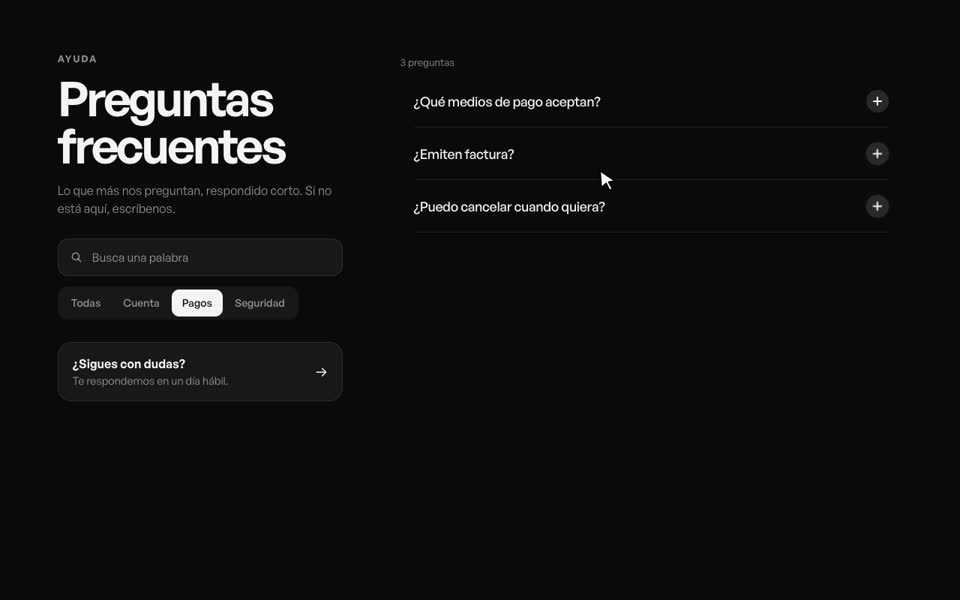 AYUDA
Preguntas
frecuentes
Lo que más nos preguntan, respondido corto. Si no
está aquí, escríbenos.
Busca una palabra
Todas Cuenta Pagos Seguridad
¿Sigues con dudas?
Te respondemos en un día hábil.
3 preguntas
¿Qué medios de pago aceptan?
¿Emiten factura?
¿Puedo cancelar cuando quiera?